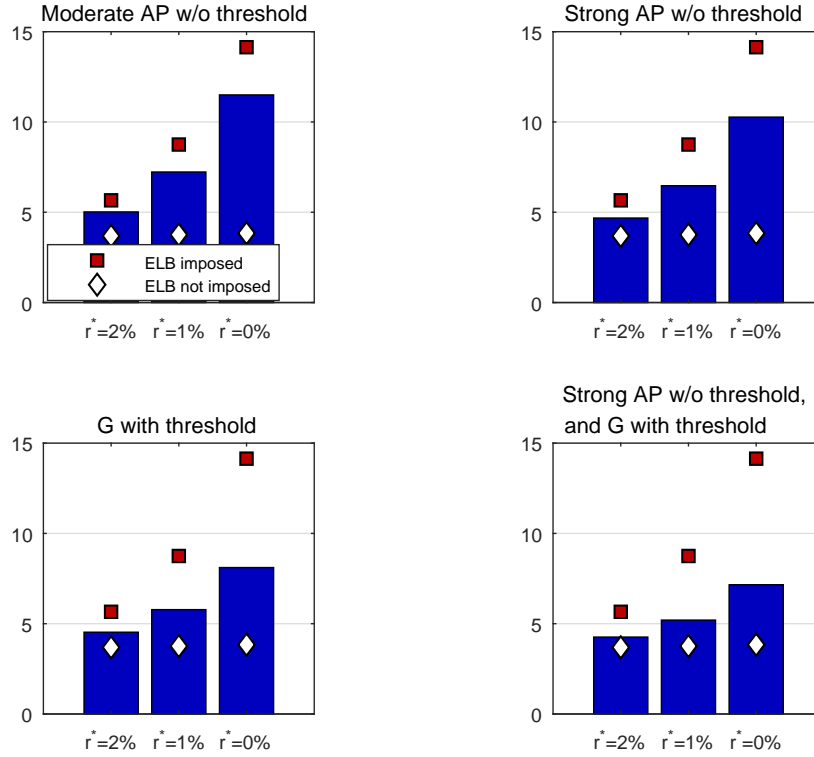 Moderate AP w/o threshold
15
10
5
0
ELB imposed
ELB not imposed
r*=2% r*=1% r*=0%
Strong AP w/o threshold
15
10
5
0
r*=2% r*=1% r*=0%
G with threshold
15
10
5
0
r*=2% r*=1% r*=0%
Strong AP w/o threshold,
and G with threshold
15
10
5
0
r*=2% r*=1% r*=0%